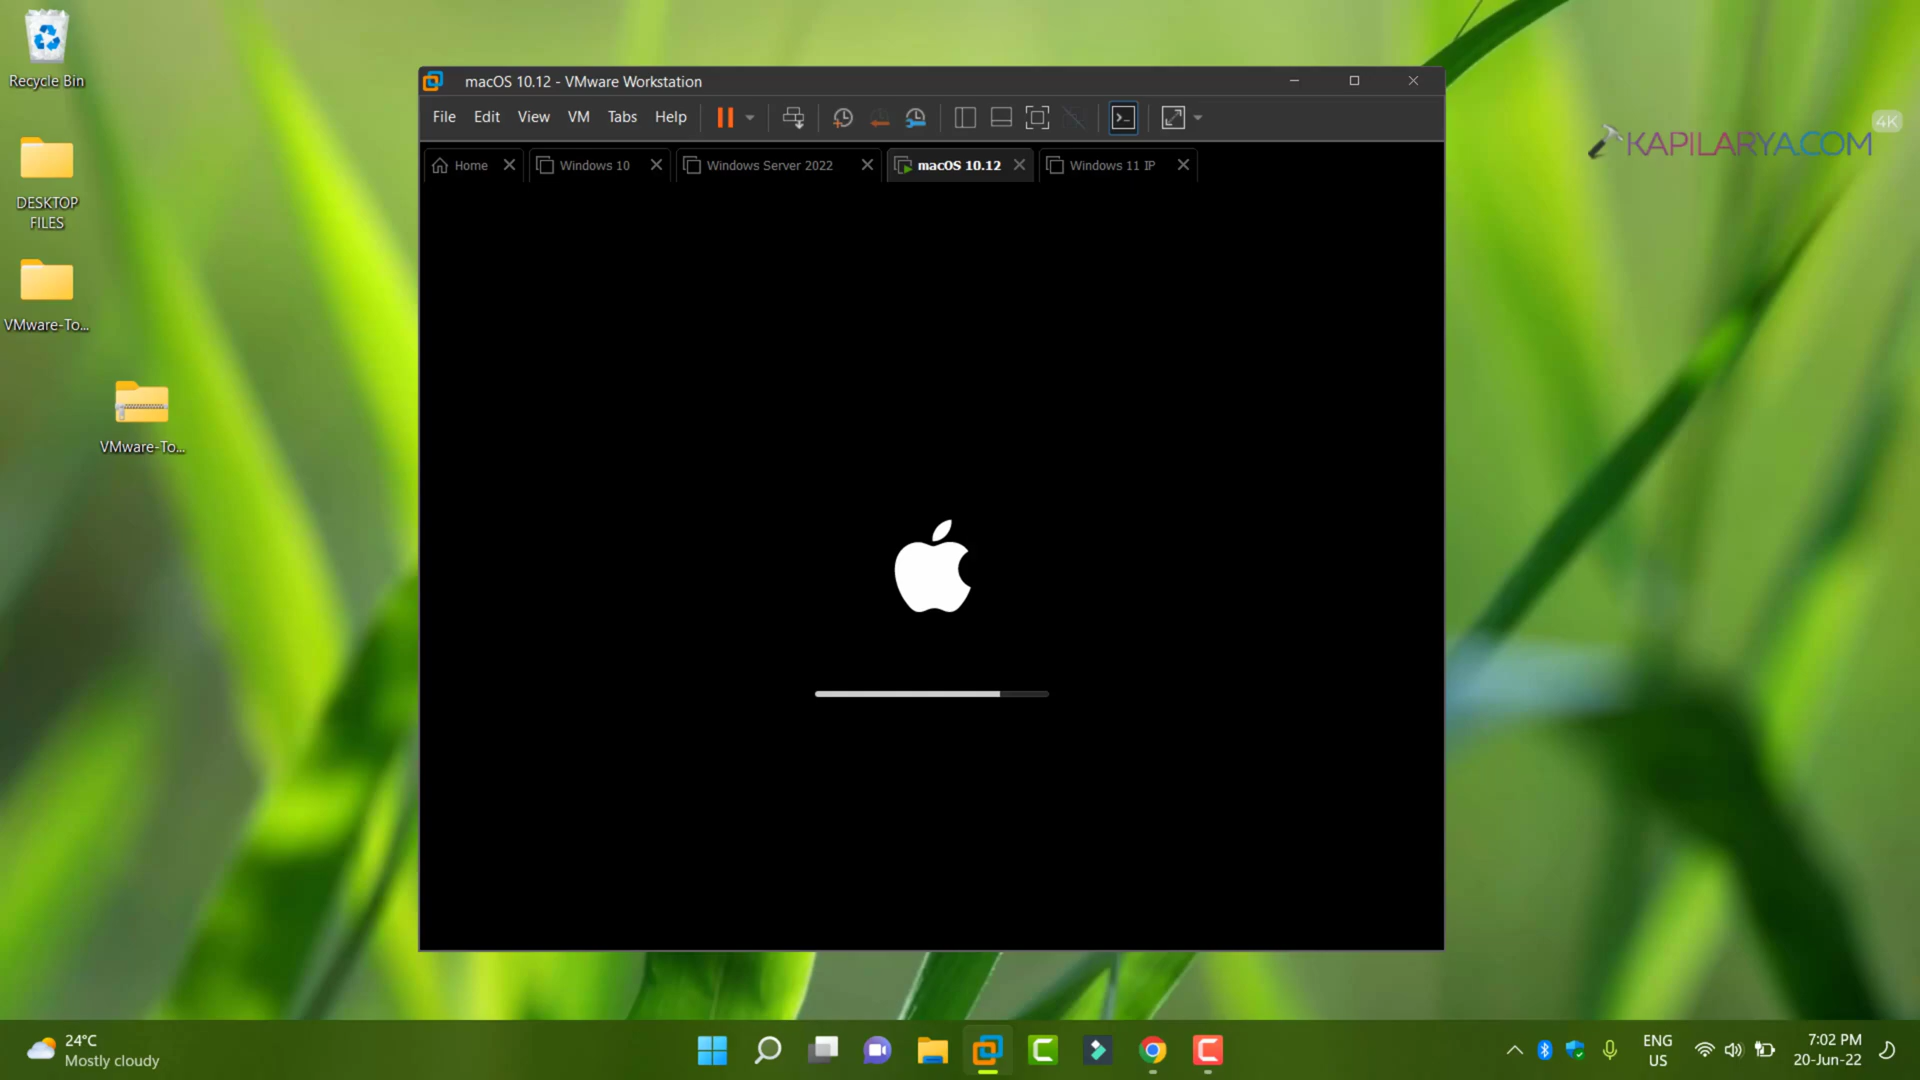 Recycle Bin
DESKTOP
FILES
VMware-To...
VMware-To...
macOS 10.12 - VMware Workstation
File Edit View VM Tabs Help
Home Windows 10 Windows Server 2022 macOS 10.12 Windows 11 IP
4K
KAPILARYA.COM
24°C
Mostly cloudy
ENG
US
7:02 PM
20-Jun-22